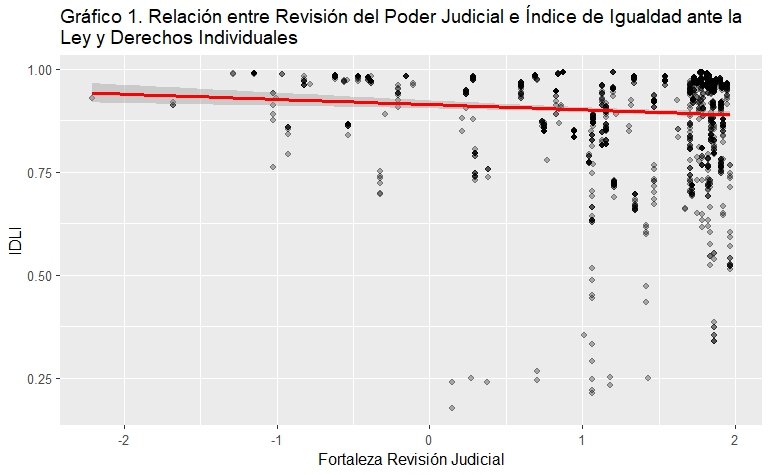 Gráfico 1. Relación entre Revisión del Poder Judicial e Índice de Igualdad ante la
Ley y Derechos Individuales
1.00
0.75
0.50
0.25
IDLI
-2
-1
0
1
2
Fortaleza Revisión Judicial